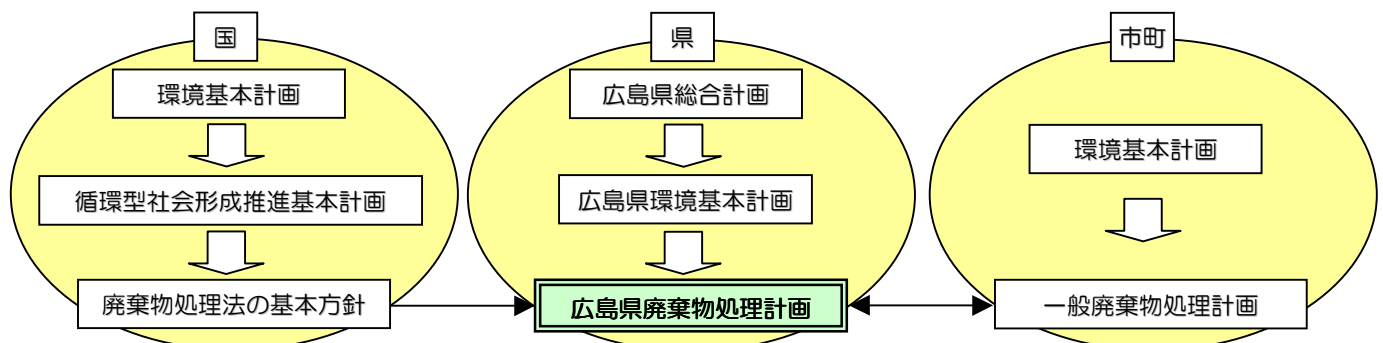 国
環境基本計画
循環型社会形成推進基本計画
廃棄物処理法の基本方針
県
広島県総合計画
広島県環境基本計画
広島県廃棄物処理計画
市町
環境基本計画
一般廃棄物処理計画